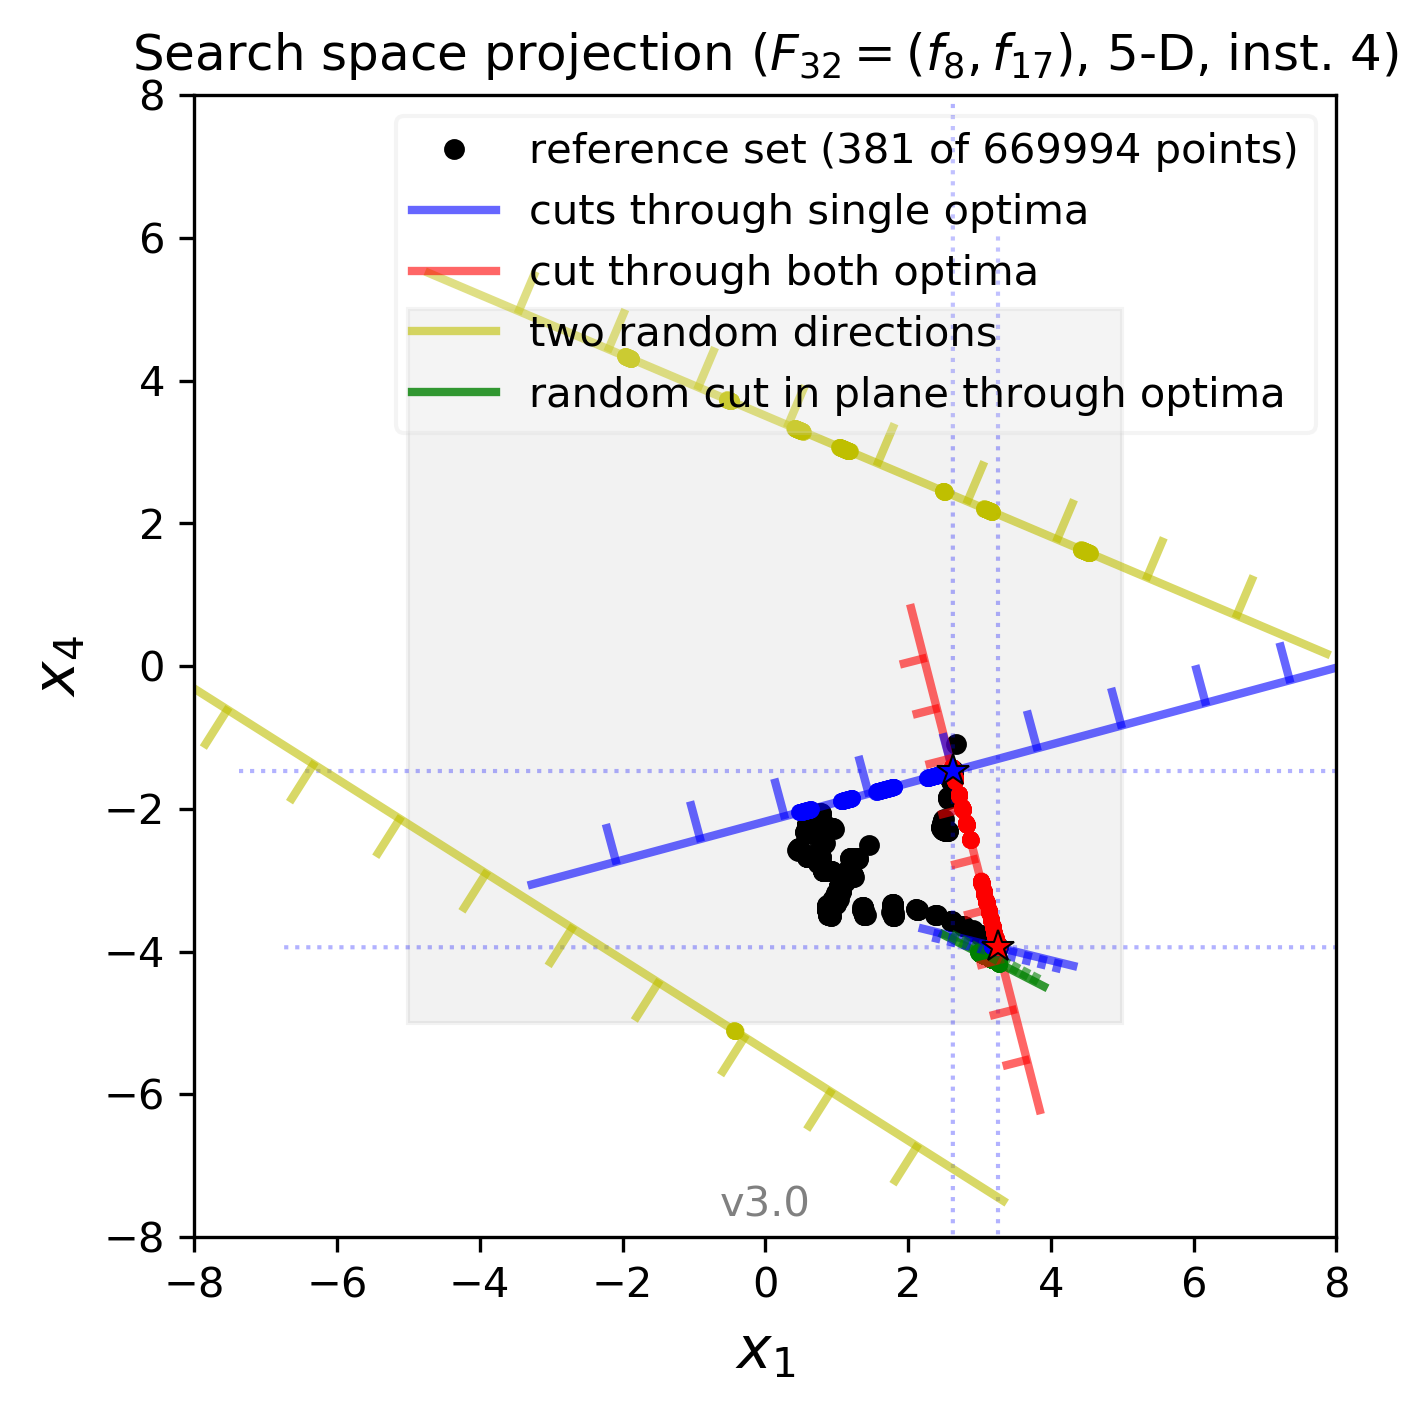 Search space projection (F32 = (f8, f17), 5-D, inst. 4)
reference set (381 of 669994 points)
cuts through single optima
cut through both optima
two random directions
random cut in plane through optima
8
6
4
2
0
−2
−4
−6
−8
x4
v3.0
−8 −6 −4 −2 0 2 4 6 8
x1